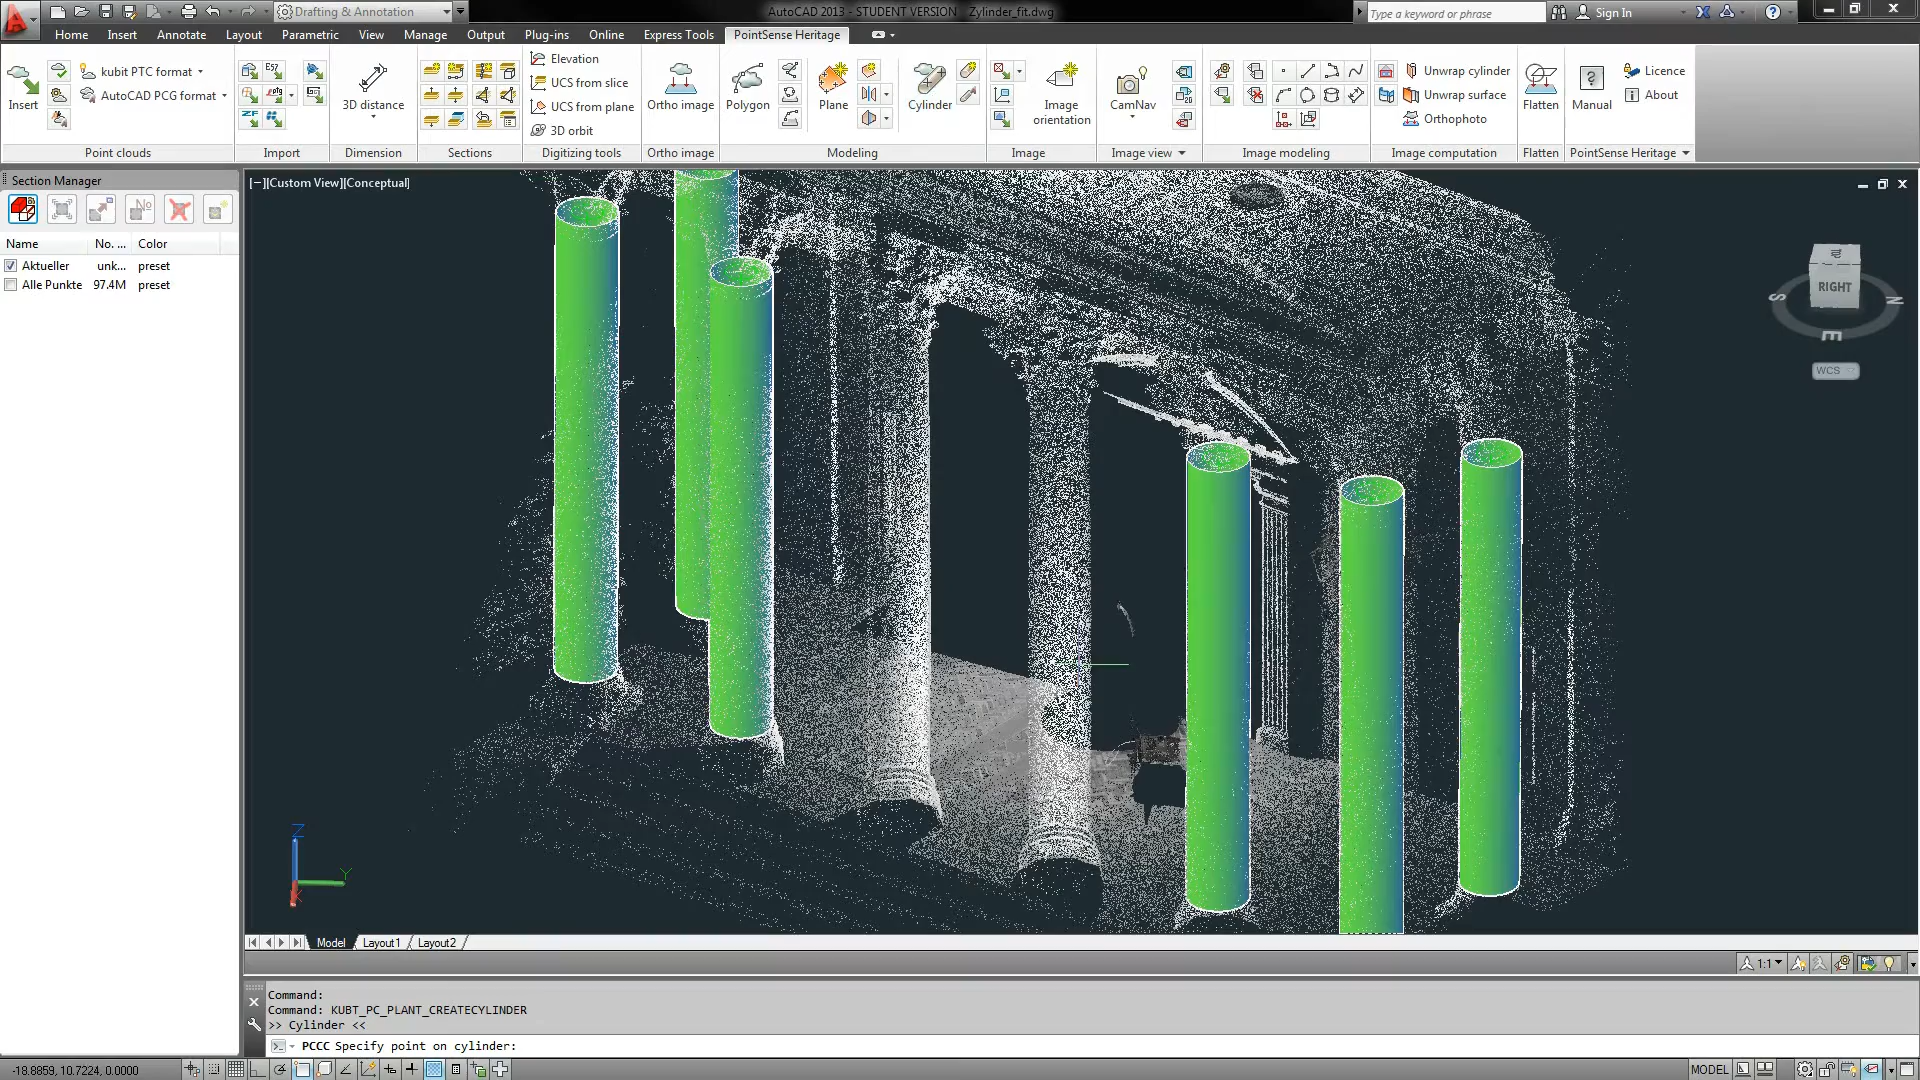 Drafting & Annotation
AutoCAD 2013 - STUDENT VERSION Zylinder_fit.dwg
Type a keyword or phrase
Sign In
Home Insert Annotate Layout Parametric View Manage Output Plug-ins Online Express Tools PointSense Heritage
Insert
kubit PTC format
AutoCAD PCG format
3D distance
Elevation
UCS from slice
UCS from plane
3D orbit
Ortho image
Polygon
Plane
Cylinder
Image orientation
CamNav
Unwrap cylinder
Unwrap surface
Orthophoto
Flatten
Manual
Licence
About
Point clouds Import Dimension Sections Digitizing tools Ortho image Modeling Image Image view Image modeling Image computation Flatten PointSense Heritage
Section Manager
Name No. ... Color
Aktueller unk... preset
Alle Punkte 97.4M preset
[−][Custom View][Conceptual]
RIGHT
S
N
E
WCS
Z
Y
X
Model Layout1 Layout2
1:1
Command:
Command: KUBT_PC_PLANT_CREATECYLINDER
>> Cylinder <<
PCCC Specify point on cylinder:
-18.8859, 10.7224, 0.0000
MODEL